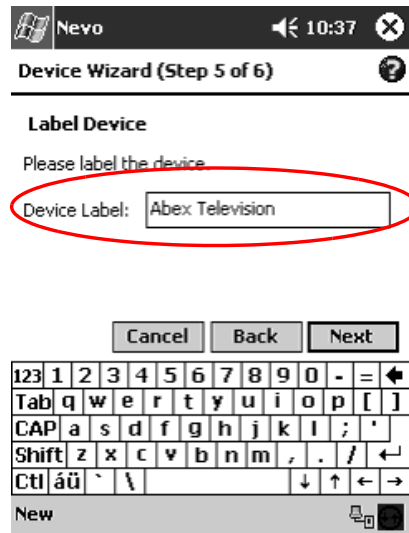 Nevo 10:37
Device Wizard (Step 5 of 6) ?
Label Device
Please label the device.
Device Label: Abex Television
Cancel Back Next
123 1 2 3 4 5 6 7 8 9 0 - = ←
Tab q w e r t y u i o p [ ]
CAP a s d f g h j k l ; '
Shift z x c v b n m , . / ↵
Ctl áü ` \ ↓ ↑ ← →
New